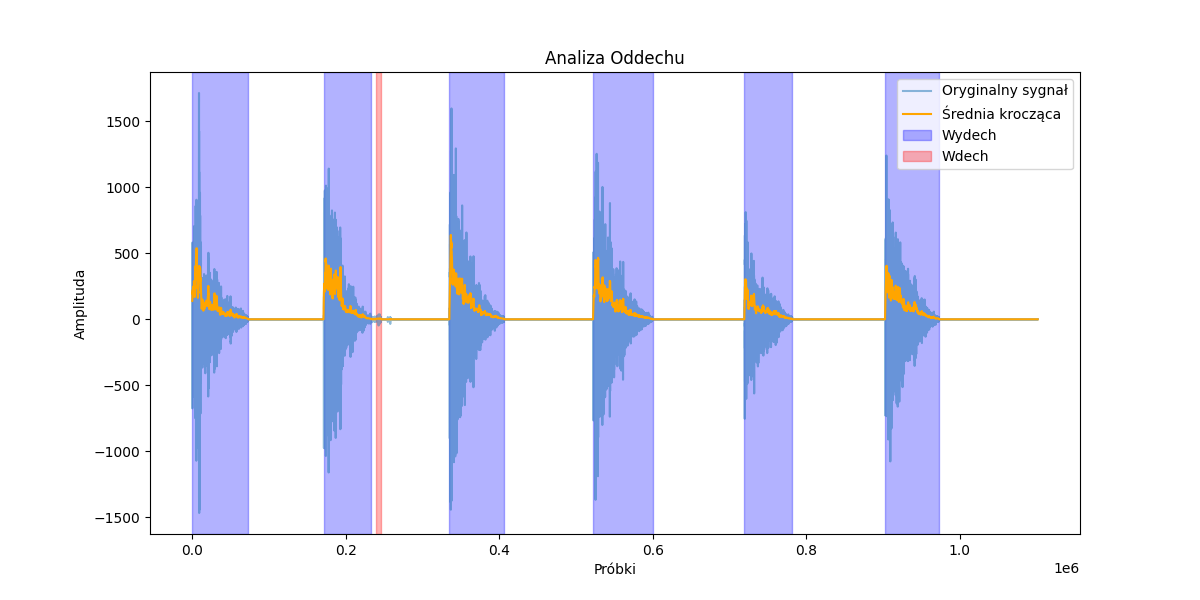 Analiza Oddechu
Oryginalny sygnał
Średnia krocząca
Wydech
Wdech
Amplituda
1500
1000
500
0
−500
−1000
−1500
0.0 0.2 0.4 0.6 0.8 1.0
1e6
Próbki